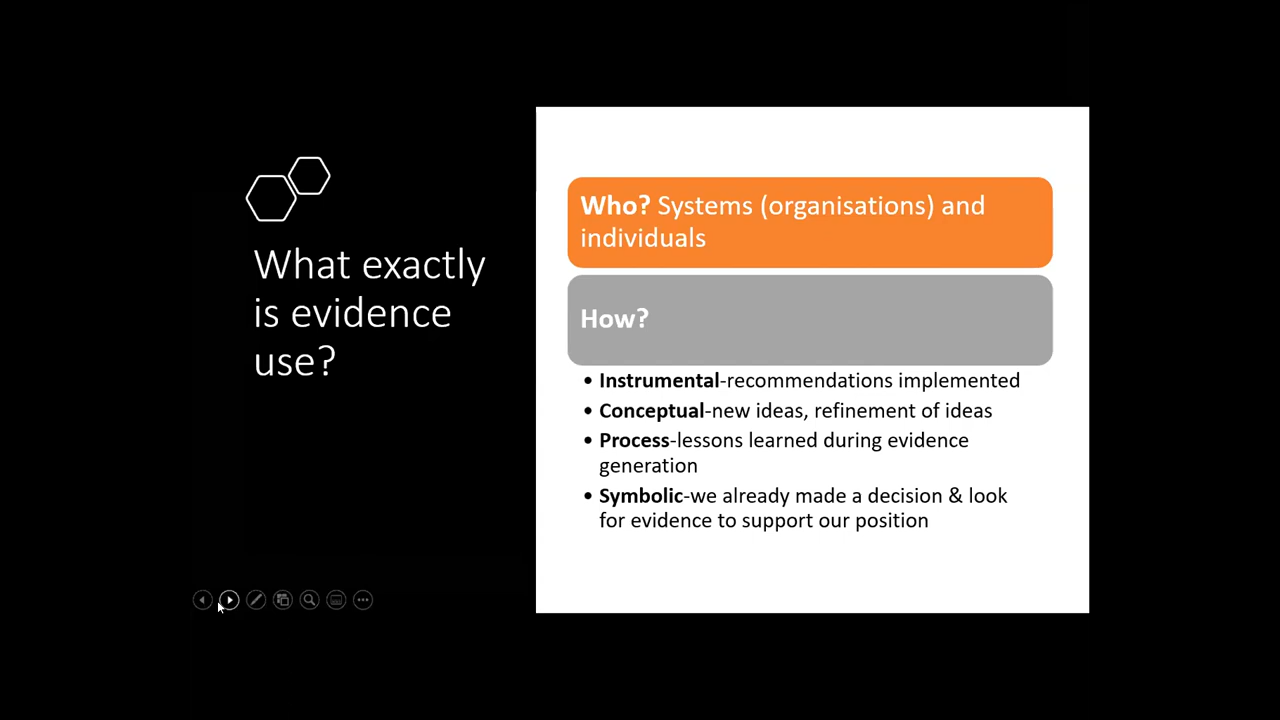 What exactly
is evidence
use?
Who? Systems (organisations) and
individuals
How?
• Instrumental-recommendations implemented
• Conceptual-new ideas, refinement of ideas
• Process-lessons learned during evidence
generation
• Symbolic-we already made a decision & look
for evidence to support our position